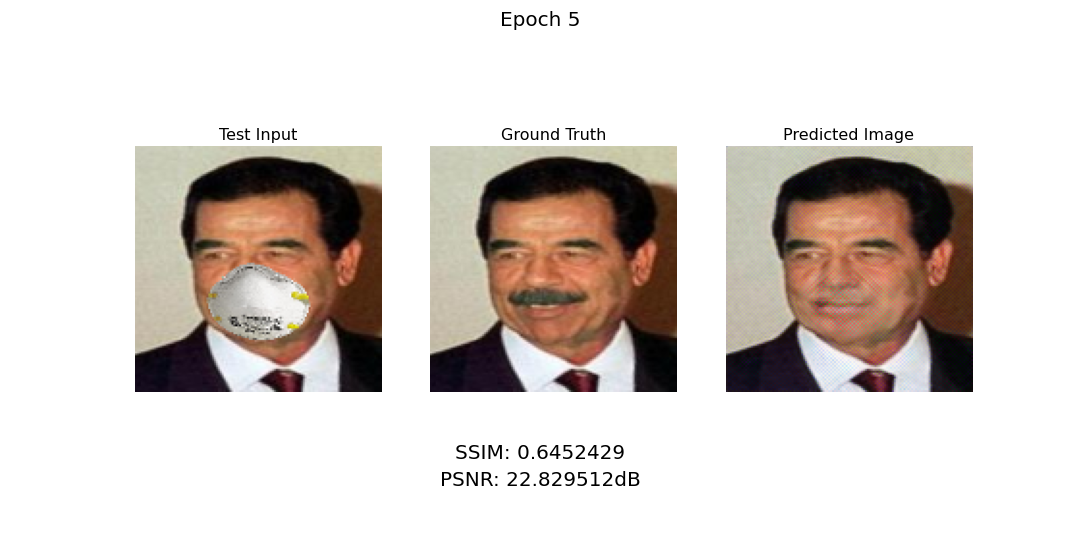 Epoch 5
Test Input
Ground Truth
Predicted Image
SSIM: 0.6452429
PSNR: 22.829512dB